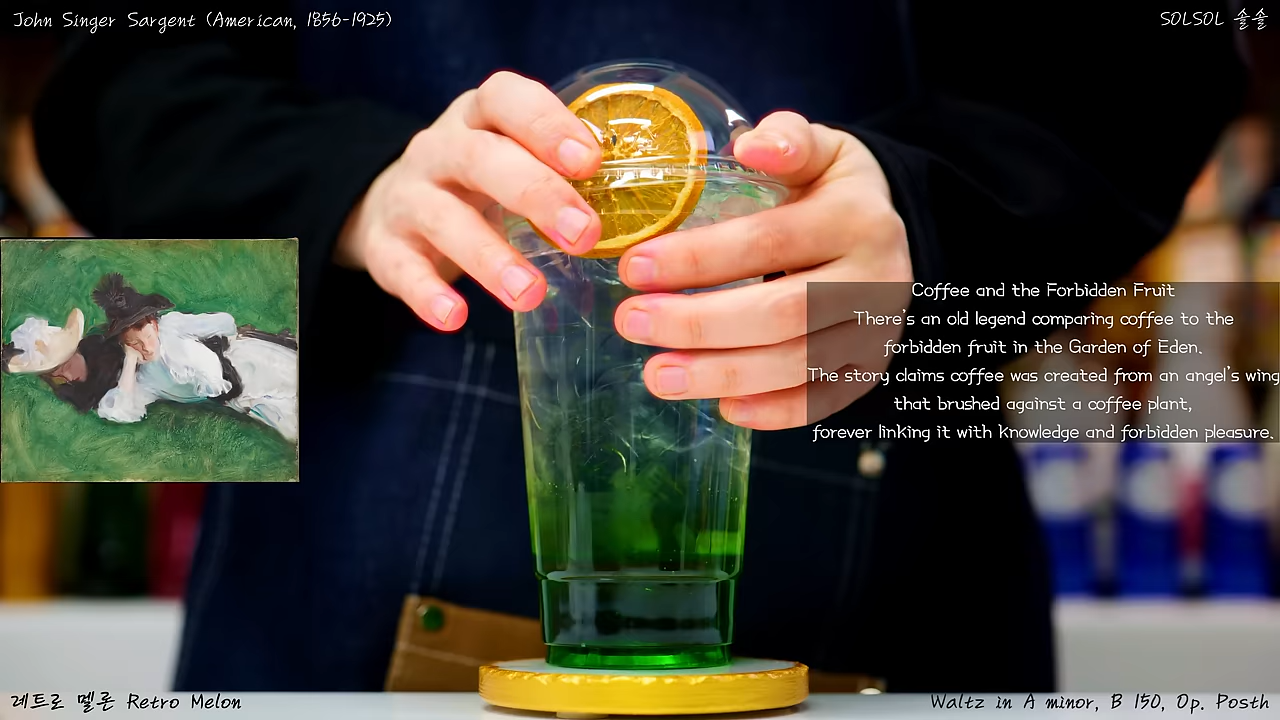 John Singer Sargent (American, 1856-1925)
SOLSOL 솔솔
Coffee and the Forbidden Fruit
There's an old legend comparing coffee to the
forbidden fruit in the Garden of Eden.
The story claims coffee was created from an angel's wing
that brushed against a coffee plant,
forever linking it with knowledge and forbidden pleasure.
레트로 멜론 Retro Melon
Waltz in A minor, B 150, Op. Posth